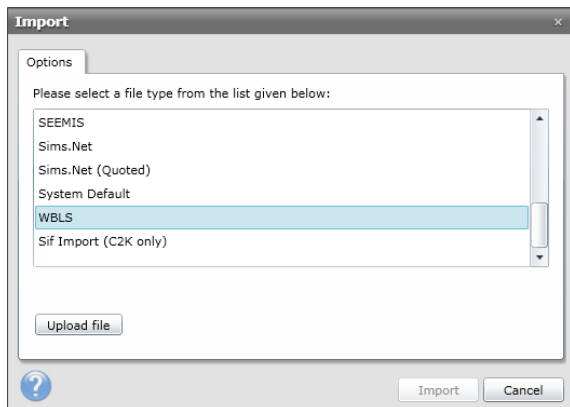 Import
Options
Please select a file type from the list given below:
SEEMIS
Sims.Net
Sims.Net (Quoted)
System Default
WBLS
Sif Import (C2K only)
Upload file
?
Import Cancel